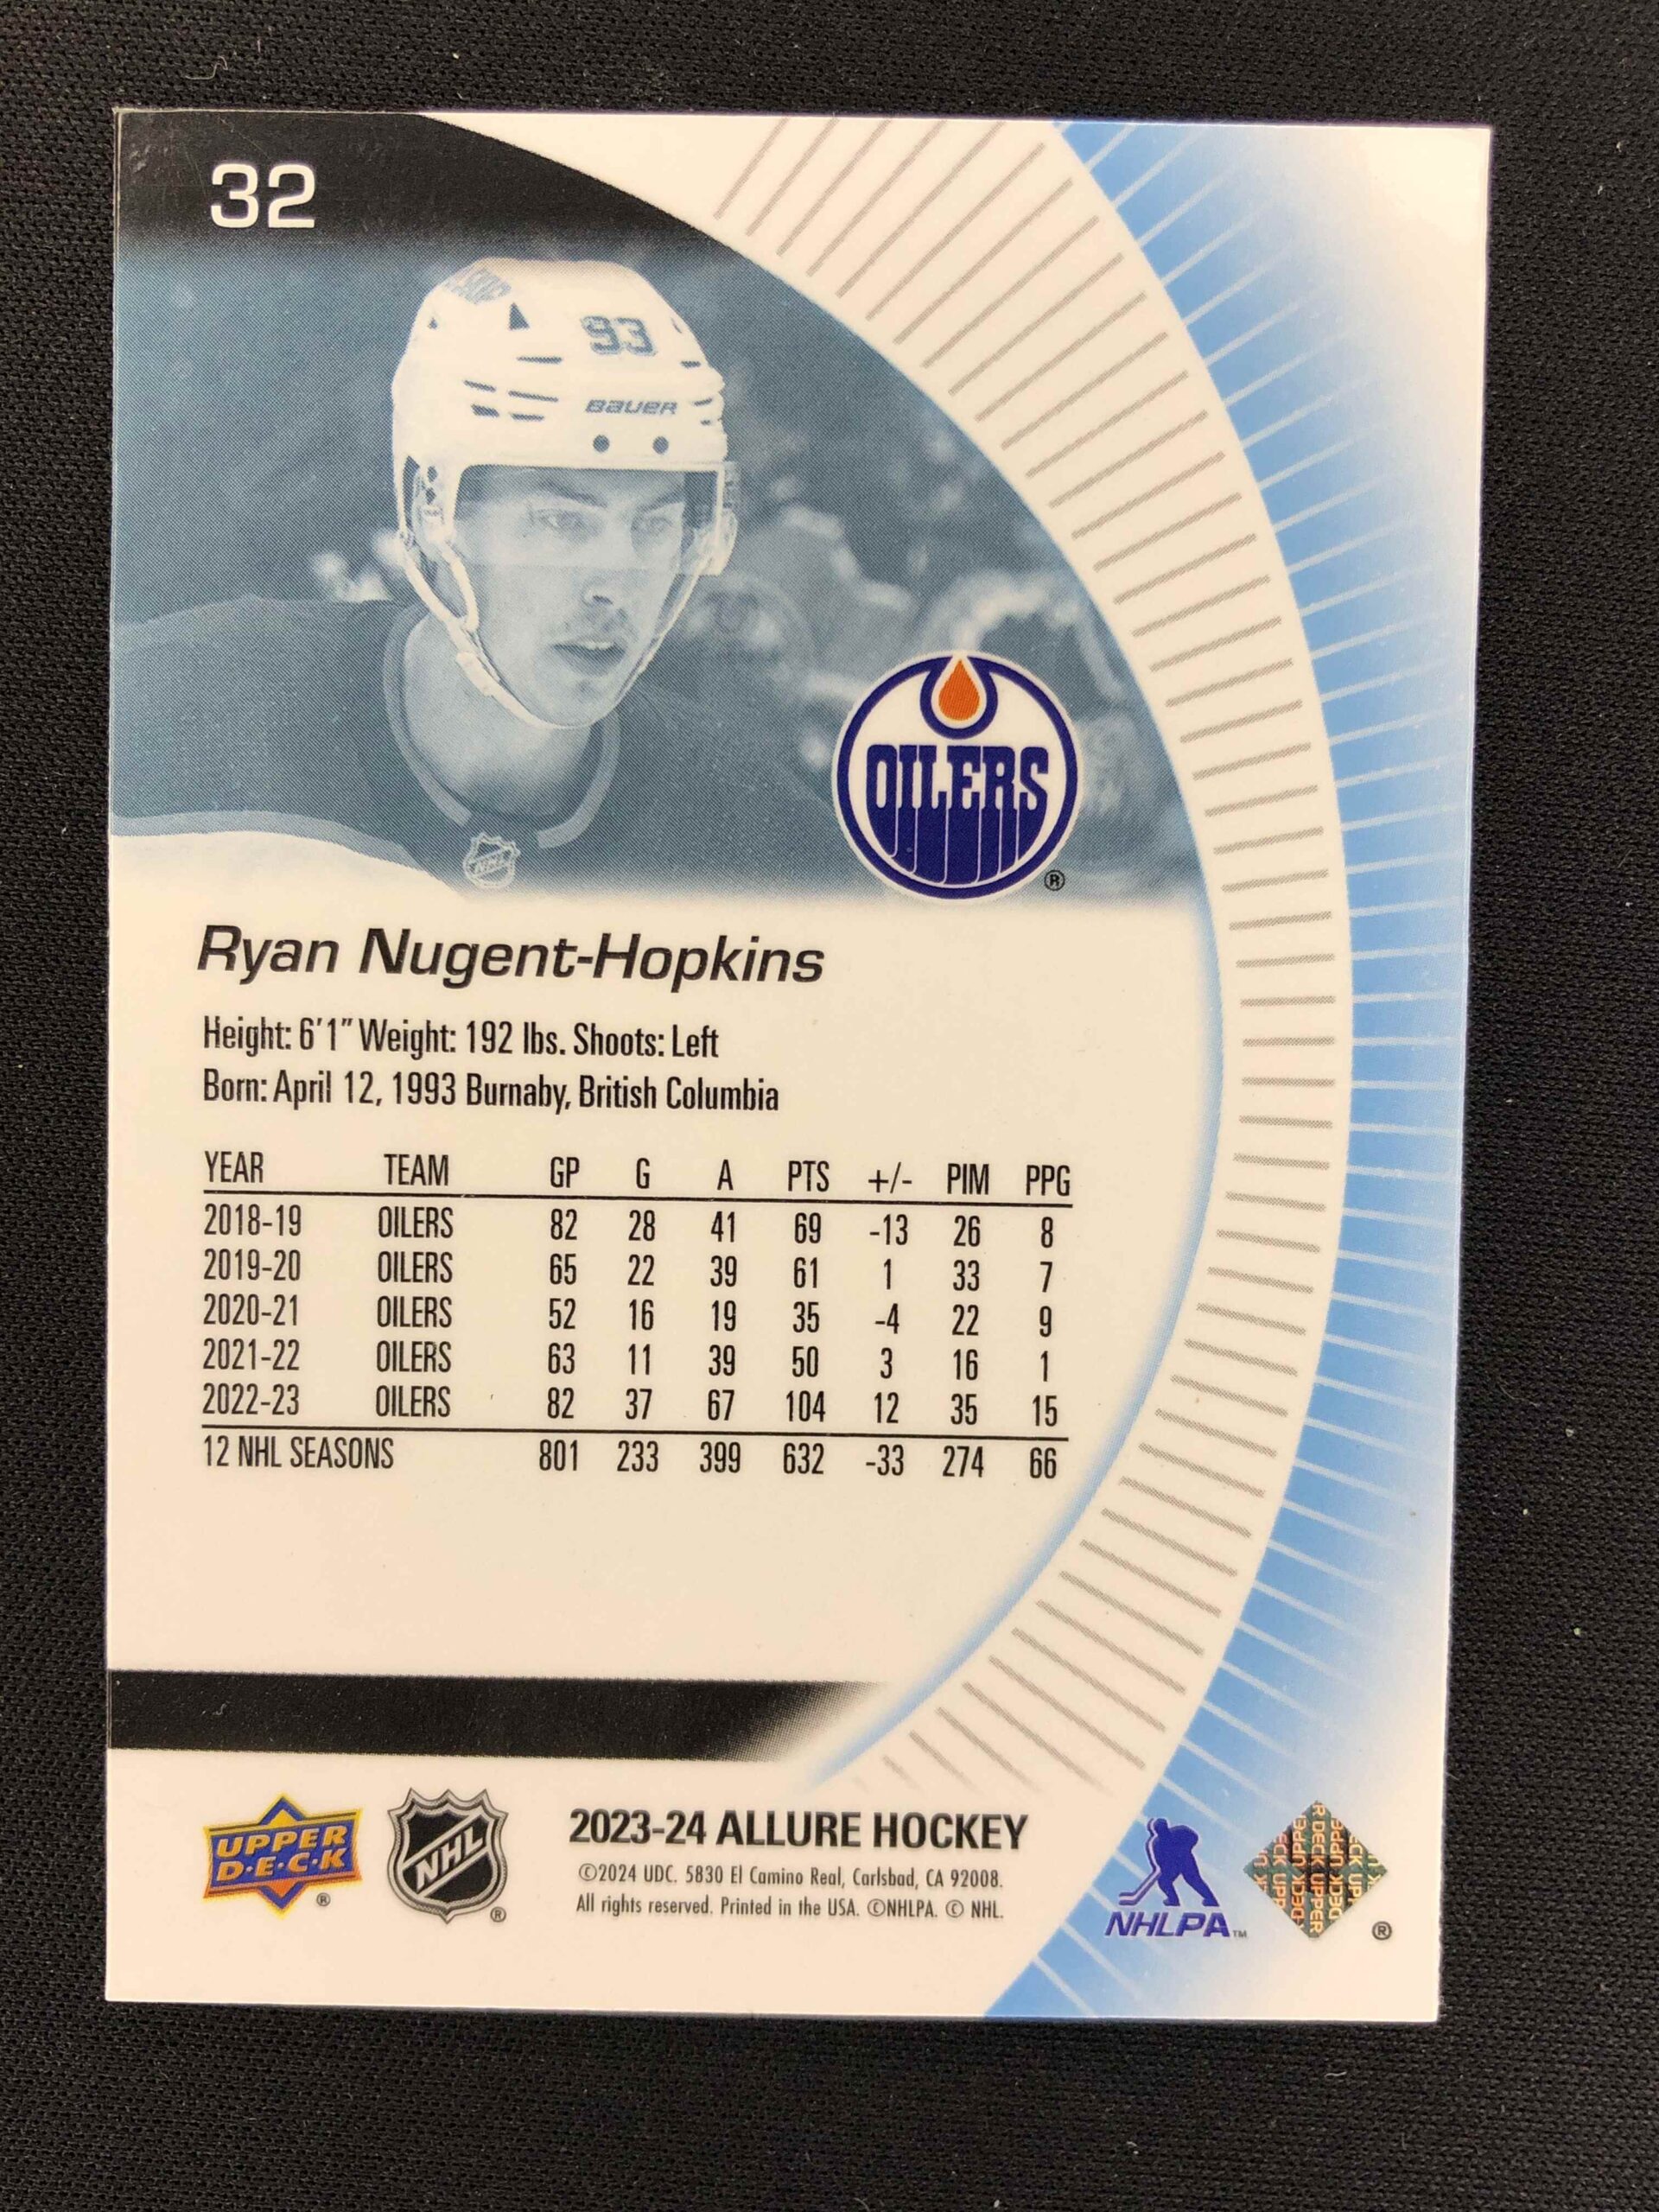 32
93
BAUER
NHL
OILERS
®
Ryan Nugent-Hopkins
Height: 6'1" Weight: 192 lbs. Shoots: Left
Born: April 12, 1993 Burnaby, British Columbia
YEAR TEAM GP G A PTS +/- PIM PPG
2018-19 OILERS 82 28 41 69 -13 26 8
2019-20 OILERS 65 22 39 61 1 33 7
2020-21 OILERS 52 16 19 35 -4 22 9
2021-22 OILERS 63 11 39 50 3 16 1
2022-23 OILERS 82 37 67 104 12 35 15
12 NHL SEASONS 801 233 399 632 -33 274 66
UPPER
D·E·C·K
®
NHL
®
2023-24 ALLURE HOCKEY
©2024 UDC. 5830 El Camino Real, Carlsbad, CA 92008.
All rights reserved. Printed in the USA. ©NHLPA. © NHL.
NHLPA™
UPPER DECK
®